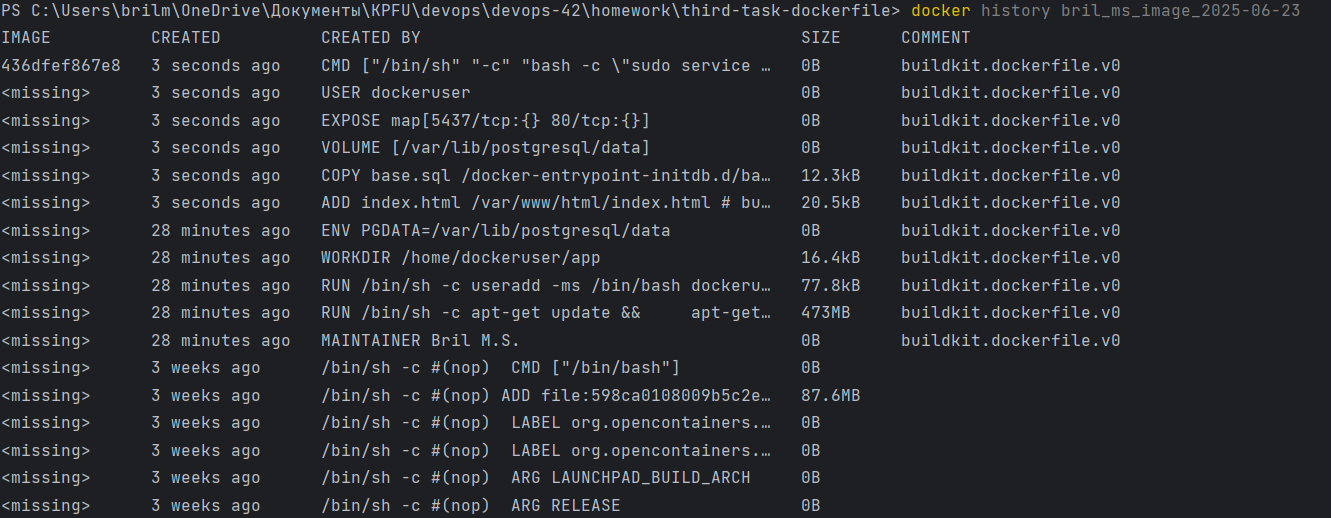 PS C:\Users\brilm\OneDrive\Документы\KPFU\devops\devops-42\homework\third-task-dockerfile> docker history bril_ms_image_2025-06-23
IMAGE CREATED CREATED BY SIZE COMMENT
436dfef867e8 3 seconds ago CMD ["/bin/sh" "-c" "bash -c \"sudo service … 0B buildkit.dockerfile.v0
<missing> 3 seconds ago USER dockeruser 0B buildkit.dockerfile.v0
<missing> 3 seconds ago EXPOSE map[5437/tcp:{} 80/tcp:{}] 0B buildkit.dockerfile.v0
<missing> 3 seconds ago VOLUME [/var/lib/postgresql/data] 0B buildkit.dockerfile.v0
<missing> 3 seconds ago COPY base.sql /docker-entrypoint-initdb.d/ba… 12.3kB buildkit.dockerfile.v0
<missing> 3 seconds ago ADD index.html /var/www/html/index.html # bu… 20.5kB buildkit.dockerfile.v0
<missing> 28 minutes ago ENV PGDATA=/var/lib/postgresql/data 0B buildkit.dockerfile.v0
<missing> 28 minutes ago WORKDIR /home/dockeruser/app 16.4kB buildkit.dockerfile.v0
<missing> 28 minutes ago RUN /bin/sh -c useradd -ms /bin/bash dockeru… 77.8kB buildkit.dockerfile.v0
<missing> 28 minutes ago RUN /bin/sh -c apt-get update && apt-get… 473MB buildkit.dockerfile.v0
<missing> 28 minutes ago MAINTAINER Bril M.S. 0B buildkit.dockerfile.v0
<missing> 3 weeks ago /bin/sh -c #(nop) CMD ["/bin/bash"] 0B
<missing> 3 weeks ago /bin/sh -c #(nop) ADD file:598ca0108009b5c2e… 87.6MB
<missing> 3 weeks ago /bin/sh -c #(nop) LABEL org.opencontainers.… 0B
<missing> 3 weeks ago /bin/sh -c #(nop) LABEL org.opencontainers.… 0B
<missing> 3 weeks ago /bin/sh -c #(nop) ARG LAUNCHPAD_BUILD_ARCH 0B
<missing> 3 weeks ago /bin/sh -c #(nop) ARG RELEASE 0B